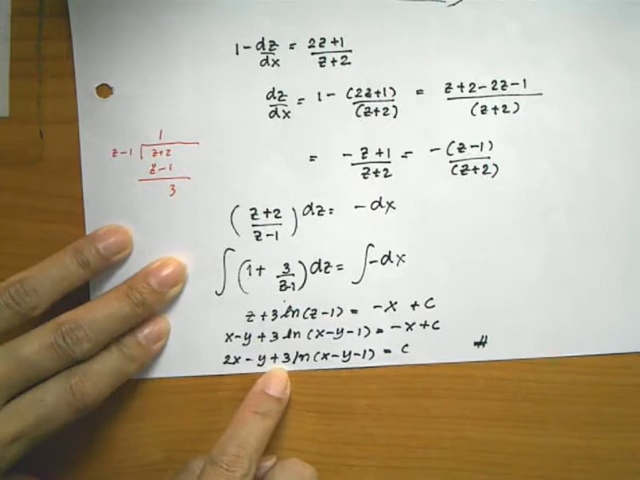 1 - dz/dx = 2z+1/z+2
dz/dx = 1 - (2z+1)/(z+2) = z+2-2z-1/(z+2)
= -z+1/z+2 = -(z-1)/(z+2)
1
z-1 z+2
z-1
3
(z+2/z-1) dz = -dx
∫(1 + 3/z-1) dz = ∫-dx
z+3 ln(z-1) = -x + c
x-y+3 ln(x-y-1) = -x+c
2x-y+3 ln(x-y-1) = c #